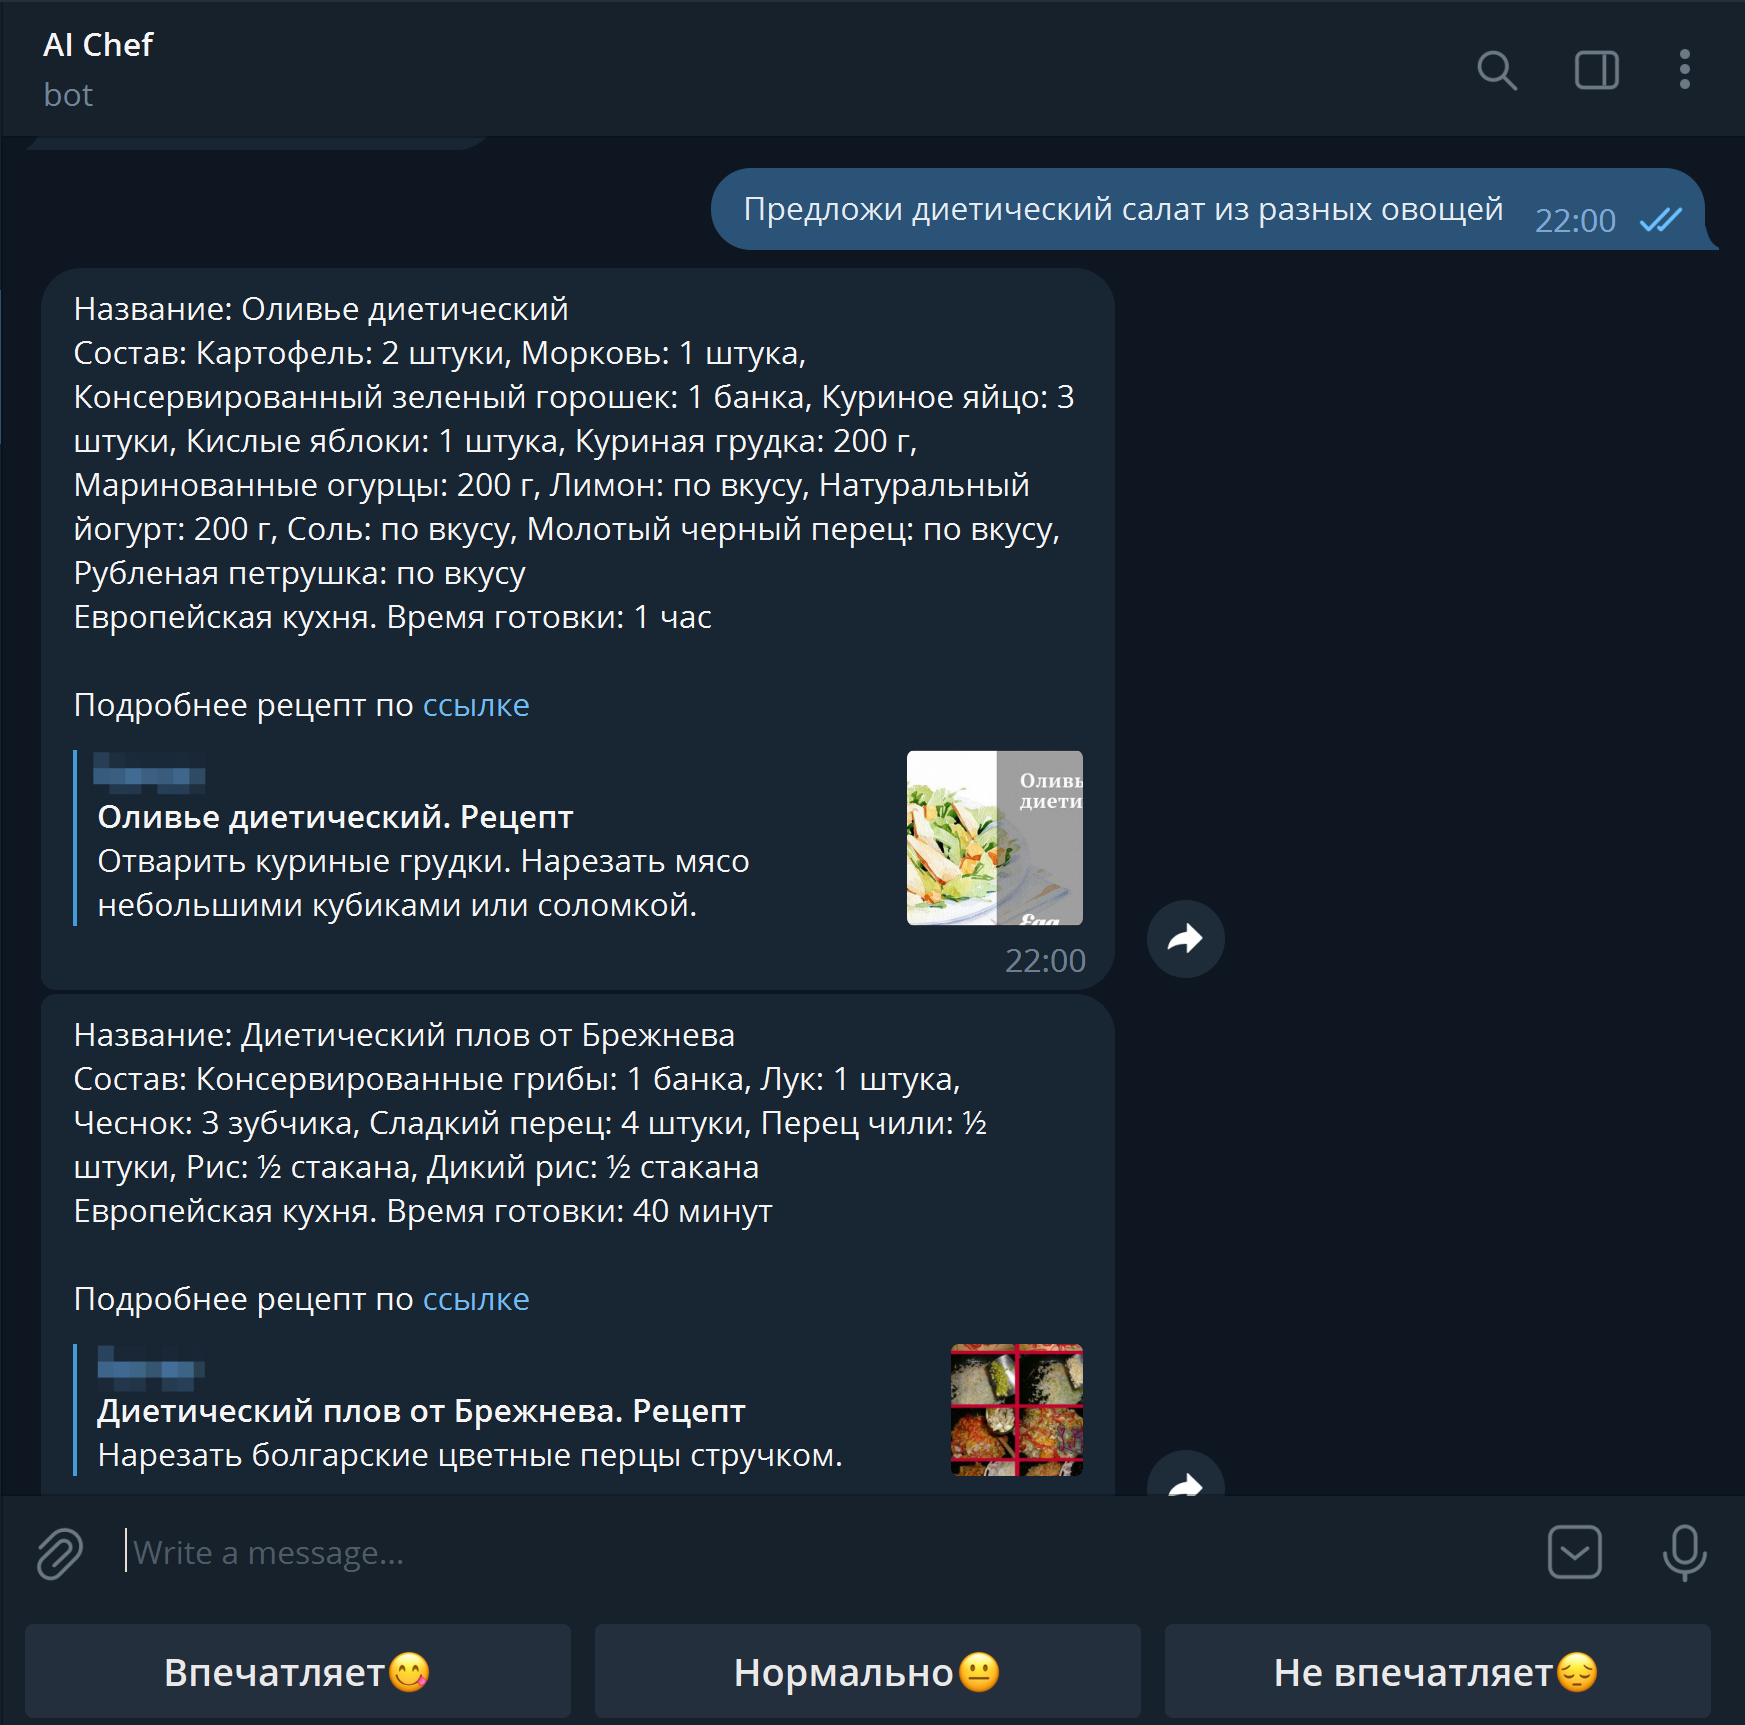 AI Chef
bot
Предложи диетический салат из разных овощей 22:00
Название: Оливье диетический
Состав: Картофель: 2 штуки, Морковь: 1 штука,
Консервированный зеленый горошек: 1 банка, Куриное яйцо: 3
штуки, Кислые яблоки: 1 штука, Куриная грудка: 200 г,
Маринованные огурцы: 200 г, Лимон: по вкусу, Натуральный
йогурт: 200 г, Соль: по вкусу, Молотый черный перец: по вкусу,
Рубленая петрушка: по вкусу
Европейская кухня. Время готовки: 1 час
Подробнее рецепт по ссылке
Оливье диетический. Рецепт
Отварить куриные грудки. Нарезать мясо
небольшими кубиками или соломкой.
Оливь
диети
22:00
Название: Диетический плов от Брежнева
Состав: Консервированные грибы: 1 банка, Лук: 1 штука,
Чеснок: 3 зубчика, Сладкий перец: 4 штуки, Перец чили: ½
штуки, Рис: ½ стакана, Дикий рис: ½ стакана
Европейская кухня. Время готовки: 40 минут
Подробнее рецепт по ссылке
Диетический плов от Брежнева. Рецепт
Нарезать болгарские цветные перцы стручком.
Write a message...
Впечатляет😋
Нормально😐
Не впечатляет😔